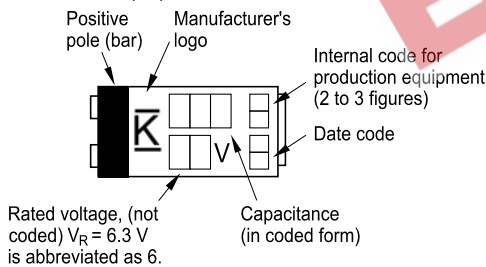 Positive
pole (bar)
Manufacturer's
logo
Internal code for
production equipment
(2 to 3 figures)
Date code
K
V
Rated voltage, (not
coded) VR = 6.3 V
is abbreviated as 6.
Capacitance
(in coded form)